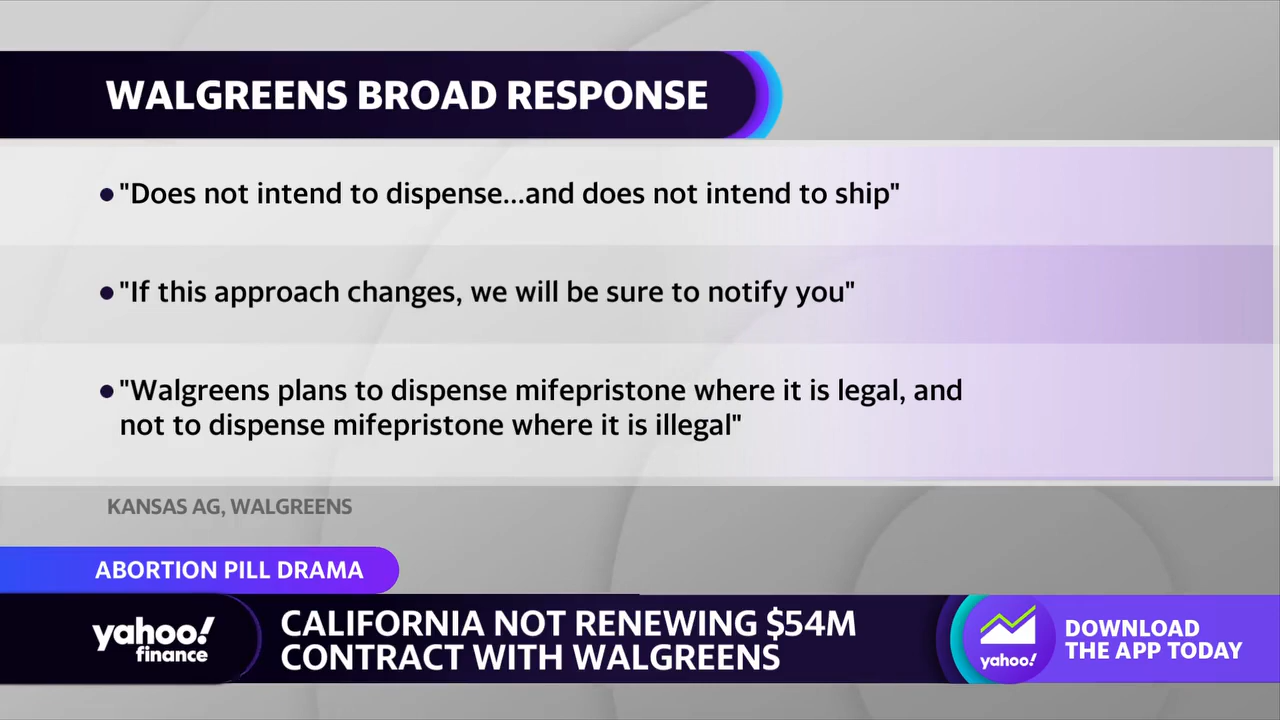 WALGREENS BROAD RESPONSE
• "Does not intend to dispense...and does not intend to ship"
• "If this approach changes, we will be sure to notify you"
• "Walgreens plans to dispense mifepristone where it is legal, and
not to dispense mifepristone where it is illegal"
KANSAS AG, WALGREENS
ABORTION PILL DRAMA
yahoo!
finance
CALIFORNIA NOT RENEWING $54M
CONTRACT WITH WALGREENS
yahoo!
DOWNLOAD
THE APP TODAY